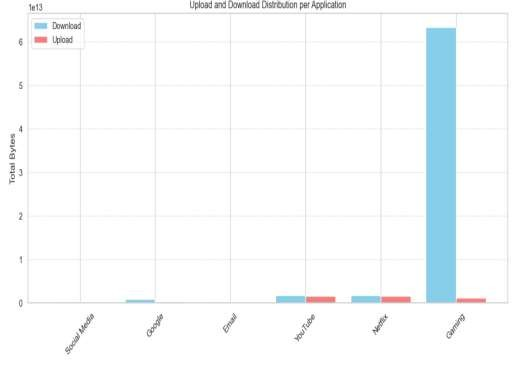 Upload and Download Distribution per Application
1e13
Download
Upload
6
5
4
3
2
1
0
Total Bytes
Social Media
Google
Email
YouTube
Netflix
Gaming